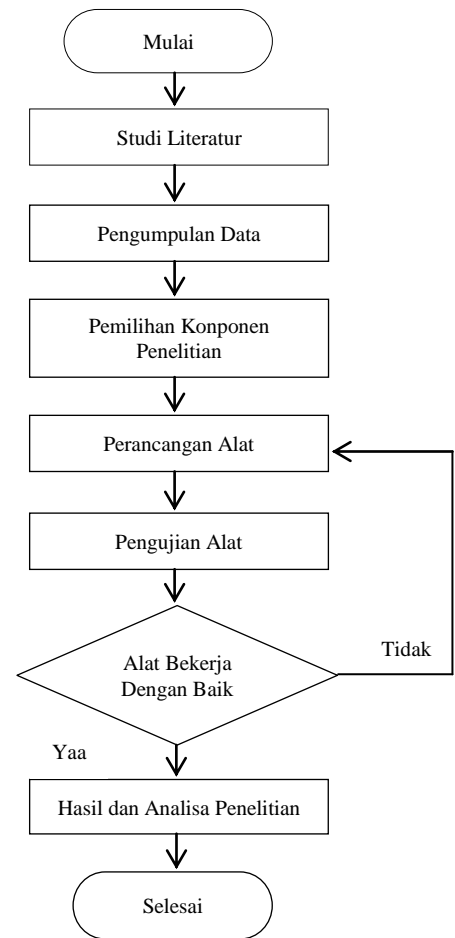 Mulai
Studi Literatur
Pengumpulan Data
Pemilihan Konponen
Penelitian
Perancangan Alat
Pengujian Alat
Alat Bekerja
Dengan Baik
Tidak
Yaa
Hasil dan Analisa Penelitian
Selesai